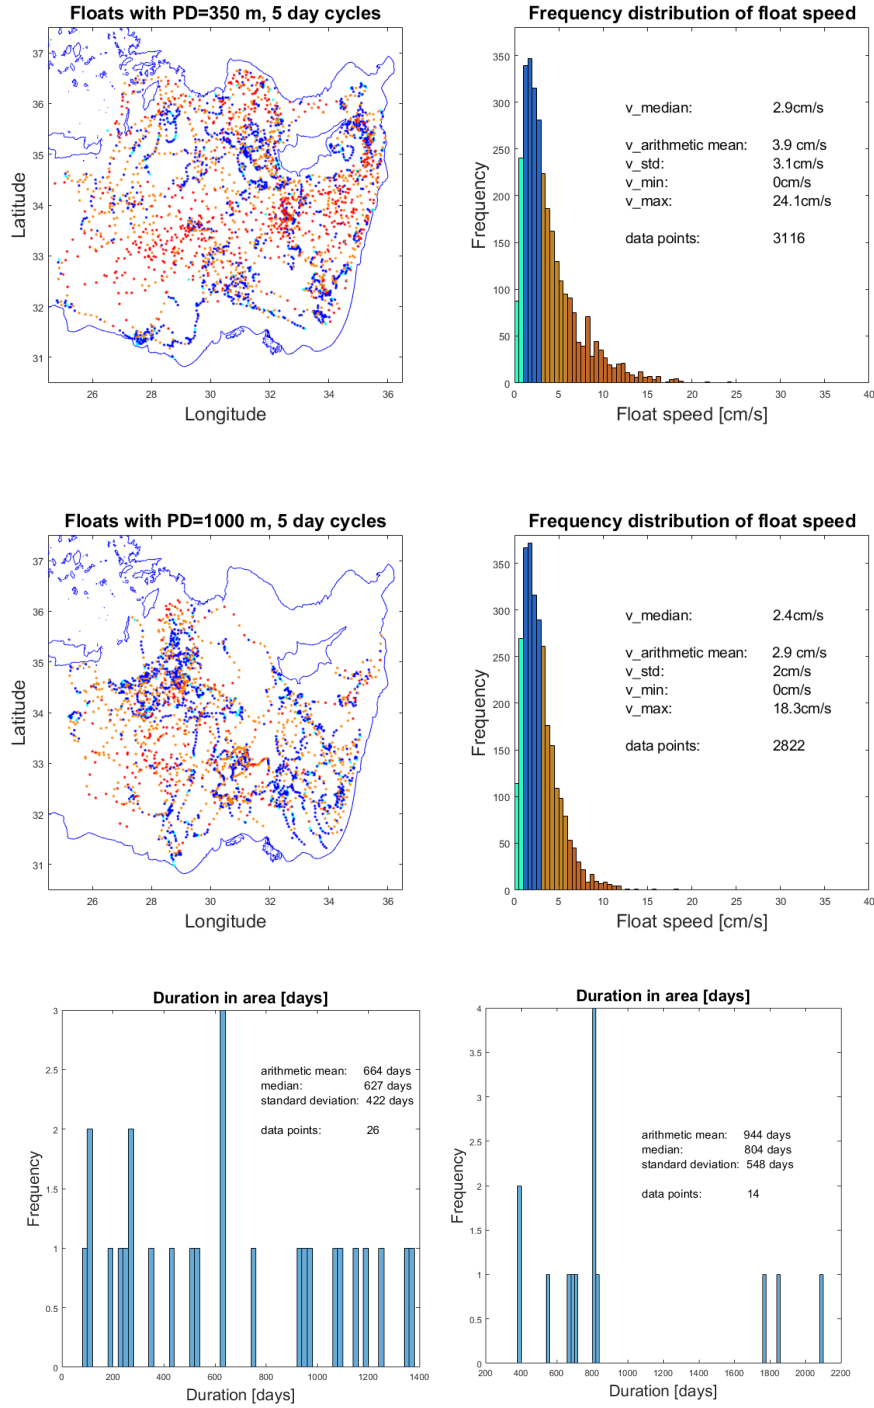 Floats with PD=350 m, 5 day cycles
37
36
35
34
33
32
31
Latitude
26 28 30 32 34 36
Longitude
Frequency distribution of float speed
350
300
250
200
150
100
50
0
Frequency
v_median: 2.9cm/s
v_arithmetic mean: 3.9 cm/s
v_std: 3.1cm/s
v_min: 0cm/s
v_max: 24.1cm/s
data points: 3116
0 5 10 15 20 25 30 35 40
Float speed [cm/s]
Floats with PD=1000 m, 5 day cycles
37
36
35
34
33
32
31
Latitude
26 28 30 32 34 36
Longitude
Frequency distribution of float speed
350
300
250
200
150
100
50
0
Frequency
v_median: 2.4cm/s
v_arithmetic mean: 2.9 cm/s
v_std: 2cm/s
v_min: 0cm/s
v_max: 18.3cm/s
data points: 2822
0 5 10 15 20 25 30 35 40
Float speed [cm/s]
Duration in area [days]
3
2.5
2
1.5
1
0.5
0
Frequency
arithmetic mean: 664 days
median: 627 days
standard deviation: 422 days
data points: 26
0 200 400 600 800 1000 1200 1400
Duration [days]
Duration in area [days]
4
3.5
3
2.5
2
1.5
1
0.5
0
Frequency
arithmetic mean: 944 days
median: 804 days
standard deviation: 548 days
data points: 14
200 400 600 800 1000 1200 1400 1600 1800 2000 2200
Duration [days]